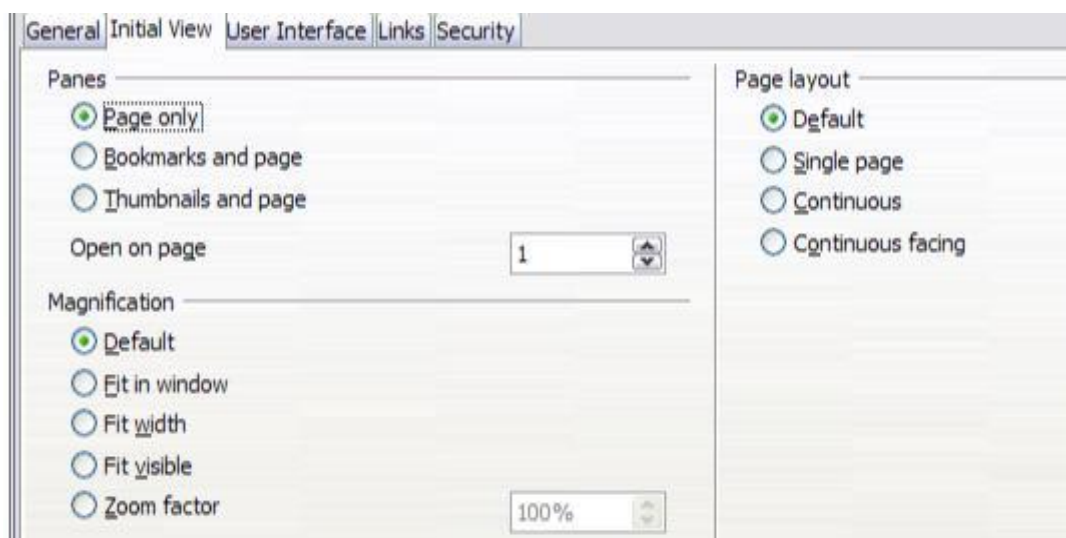 General Initial View User Interface Links Security
Panes
Page only
Bookmarks and page
Thumbnails and page
Open on page 1
Magnification
Default
Fit in window
Fit width
Fit visible
Zoom factor 100%
Page layout
Default
Single page
Continuous
Continuous facing